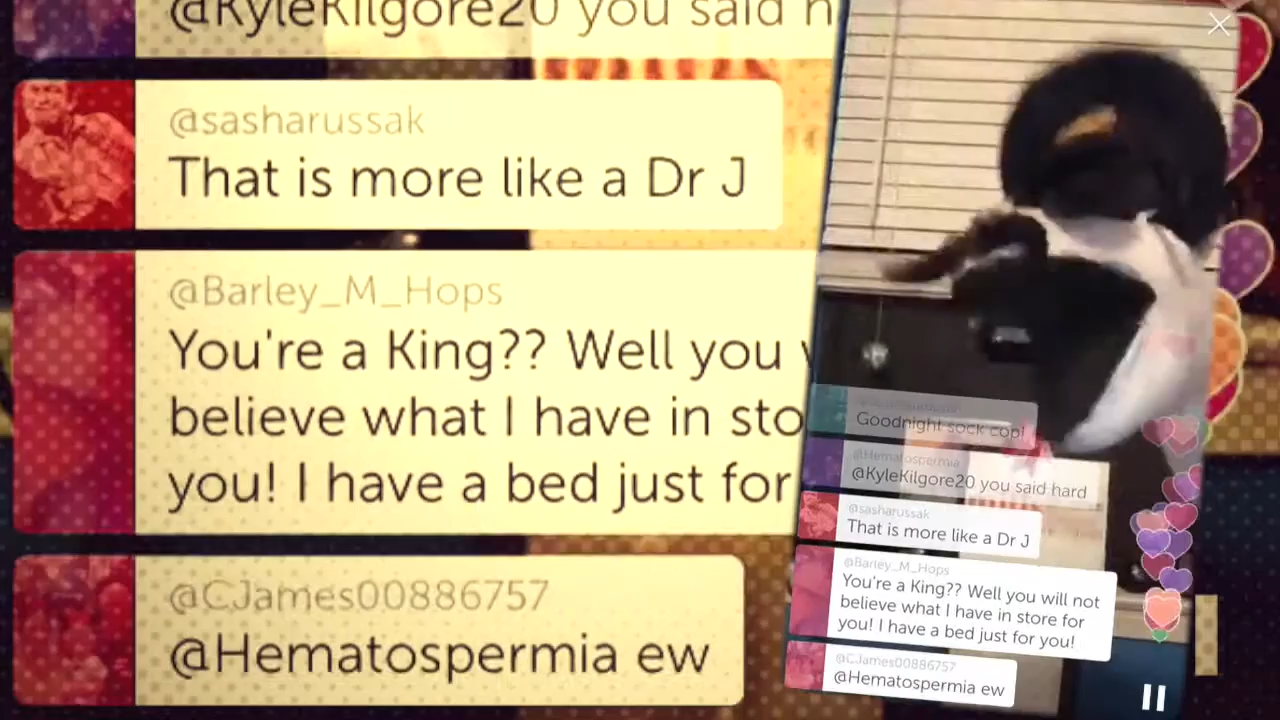 @KyleKilgore20 you said h
@sasharussak
That is more like a Dr J
@Barley_M_Hops
You're a King?? Well you
believe what I have in sto
you! I have a bed just for
@CJames00886757
@Hematospermia ew
Goodnight sock cop!
@Hematospermia
@KyleKilgore20 you said hard
@sasharussak
That is more like a Dr J
@Barley_M_Hops
You're a King?? Well you will not
believe what I have in store for
you! I have a bed just for you!
@CJames00886757
@Hematospermia ew